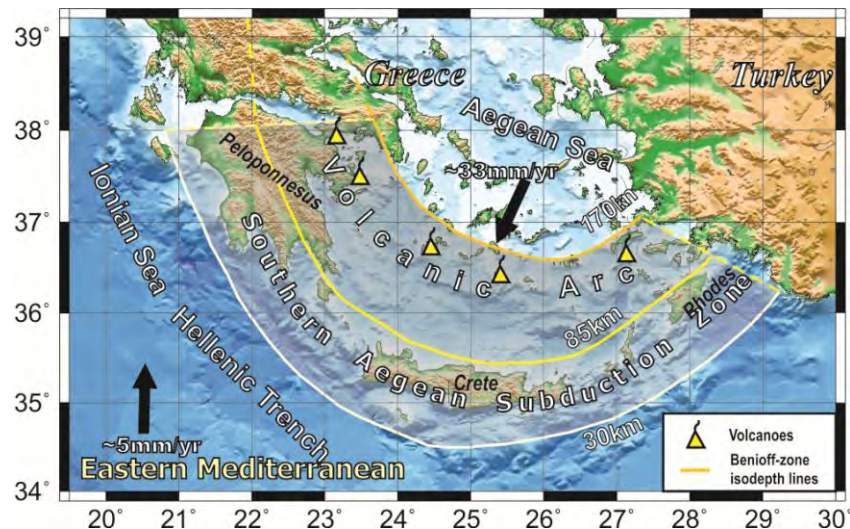 39°
38°
37°
36°
35°
34°
20° 21° 22° 23° 24° 25° 26° 27° 28° 29° 30°
Greece
Turkey
Aegean Sea
~33mm/yr
170km
Peloponnesus
Volcanic Arc
Ionian Sea
Hellenic Trench
Southern Aegean Subduction Zone
85km
Rhodes
Crete
30km
~5mm/yr
Eastern Mediterranean
Volcanoes
Benioff-zone
isodepth lines